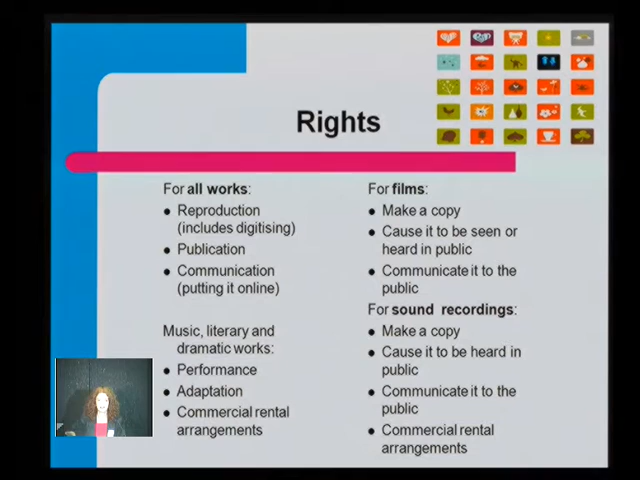 Rights
For all works:
Reproduction
(includes digitising)
Publication
Communication
(putting it online)
Music, literary and
dramatic works:
Performance
Adaptation
Commercial rental
arrangements
For films:
Make a copy
Cause it to be seen or
heard in public
Communicate it to the
public
For sound recordings:
Make a copy
Cause it to be heard in
public
Communicate it to the
public
Commercial rental
arrangements